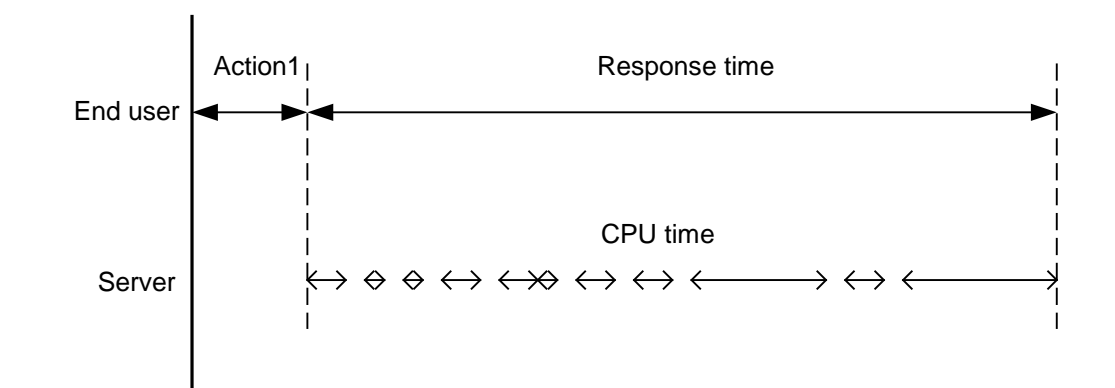 Action1
Response time
End user
CPU time
Server